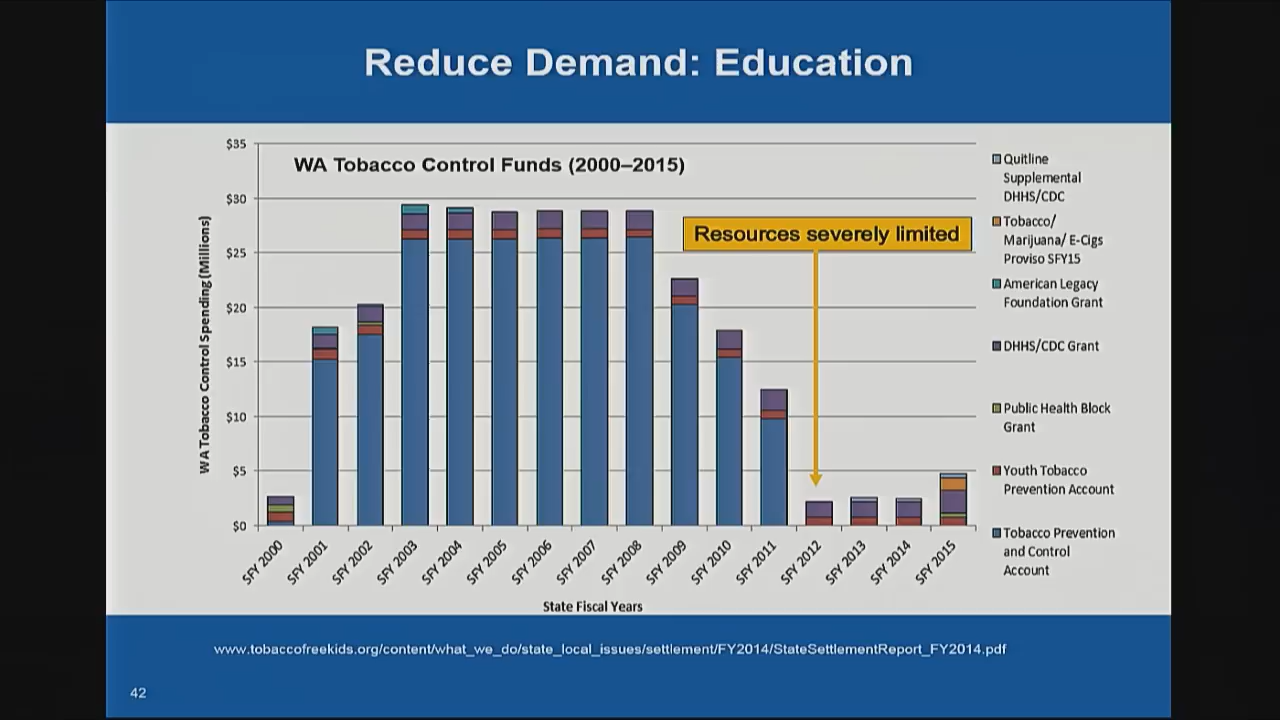 Reduce Demand: Education
WA Tobacco Control Funds (2000–2015)
Resources severely limited
WA Tobacco Control Spending (Millions)
$35
$30
$25
$20
$15
$10
$5
$0
SFY 2000
SFY 2001
SFY 2002
SFY 2003
SFY 2004
SFY 2005
SFY 2006
SFY 2007
SFY 2008
SFY 2009
SFY 2010
SFY 2011
SFY 2012
SFY 2013
SFY 2014
SFY 2015
State Fiscal Years
Quitline
Supplemental
DHHS/CDC
Tobacco/
Marijuana/ E-Cigs
Proviso SFY15
American Legacy
Foundation Grant
DHHS/CDC Grant
Public Health Block
Grant
Youth Tobacco
Prevention Account
Tobacco Prevention
and Control
Account
www.tobaccofreekids.org/content/what_we_do/state_local_issues/settlement/FY2014/StateSettlementReport_FY2014.pdf
42